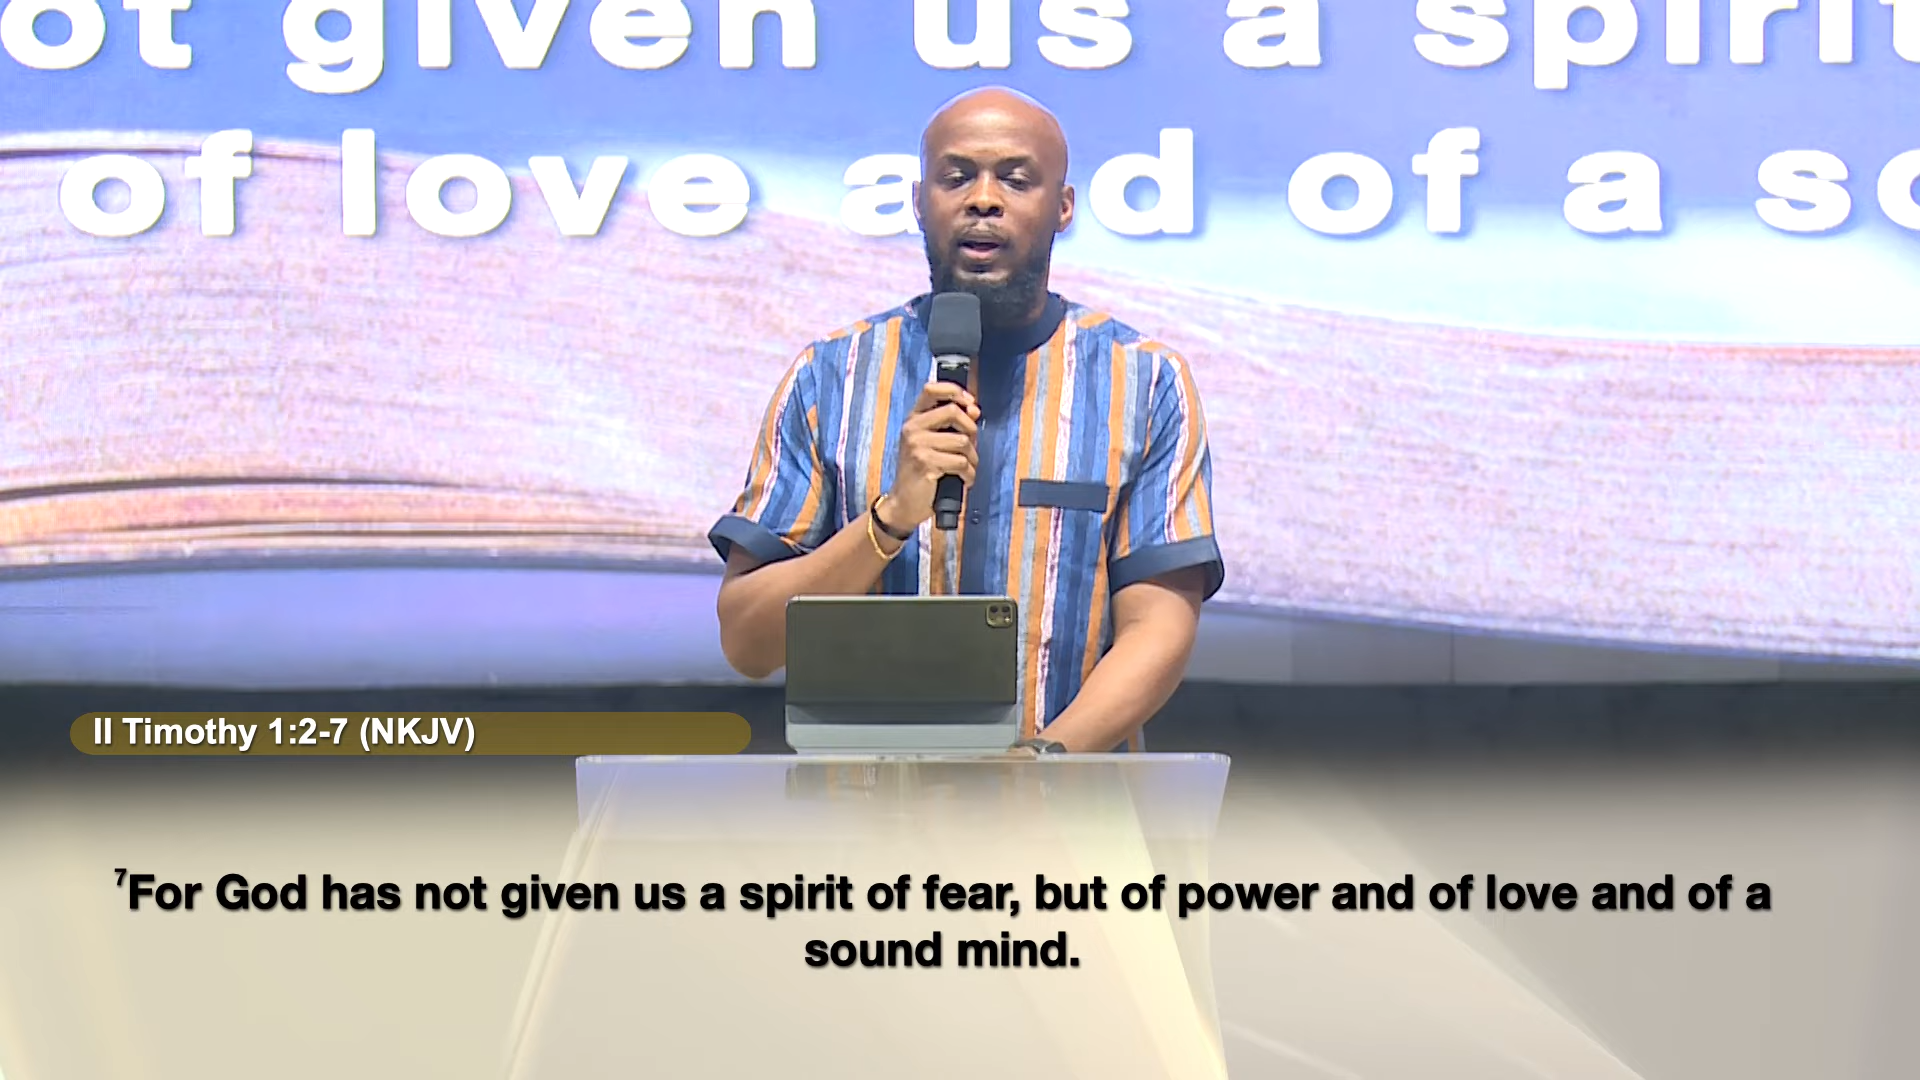 ot given us a spirit
of love a d of a so
II Timothy 1:2-7 (NKJV)
7For God has not given us a spirit of fear, but of power and of love and of a
sound mind.